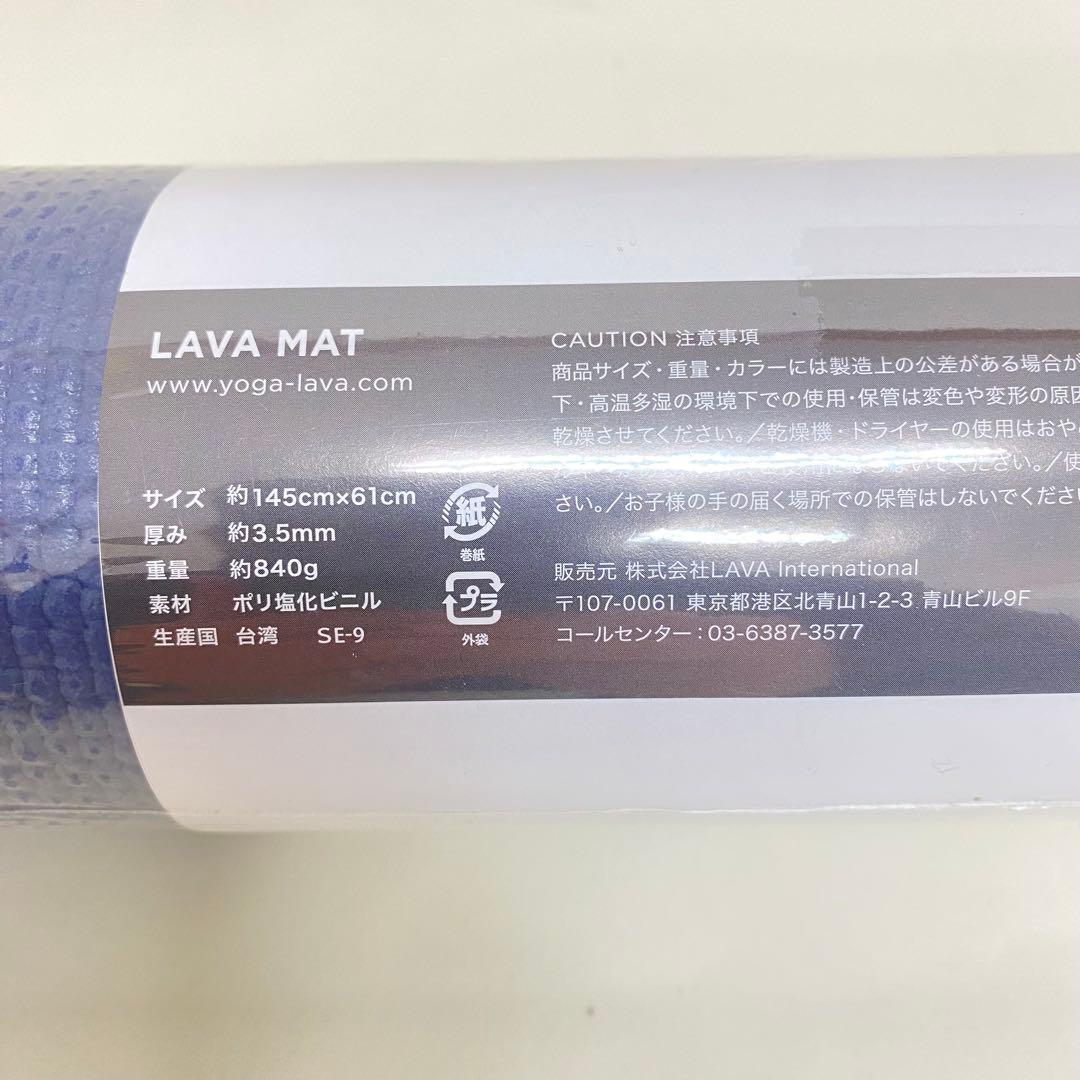 LAVA MAT
www.yoga-lava.com
サイズ 約145cm×61cm
厚み 約3.5mm
重量 約840g
素材 ポリ塩化ビニル
生産国 台湾 SE-9
紙
巻紙
プラ
外袋
CAUTION 注意事項
商品サイズ・重量・カラーには製造上の公差がある場合が
下・高温多湿の環境下での使用・保管は変色や変形の原因
乾燥させてください。／乾燥機・ドライヤーの使用はおやめ
ないでください。／使
さい。／お子様の手の届く場所での保管はしないでくださ
販売元 株式会社LAVA International
〒107-0061 東京都港区北青山1-2-3 青山ビル9F
コールセンター：03-6387-3577